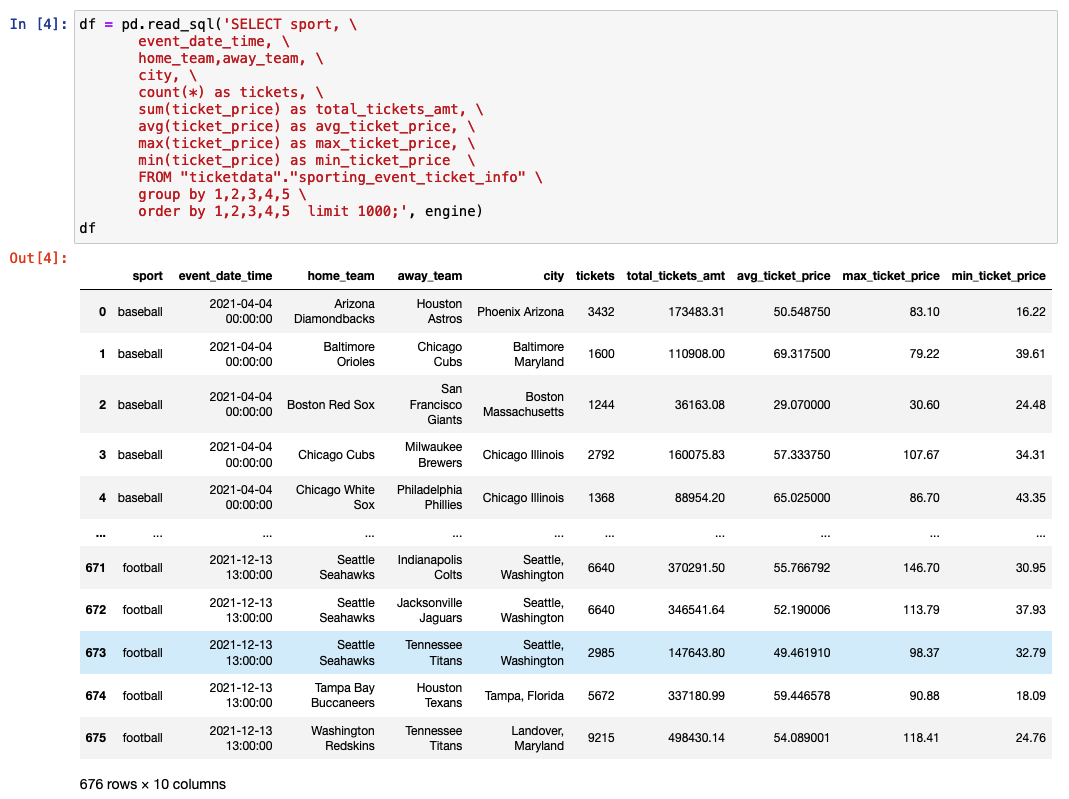 In [4]: df = pd.read_sql('SELECT sport, \
event_date_time, \
home_team,away_team, \
city, \
count(*) as tickets, \
sum(ticket_price) as total_tickets_amt, \
avg(ticket_price) as avg_ticket_price, \
max(ticket_price) as max_ticket_price, \
min(ticket_price) as min_ticket_price  \
FROM "ticketdata"."sporting_event_ticket_info" \
group by 1,2,3,4,5 \
order by 1,2,3,4,5  limit 1000;', engine)
df
Out[4]:
sport event_date_time home_team away_team city tickets total_tickets_amt avg_ticket_price max_ticket_price min_ticket_price
0 baseball 2021-04-04 00:00:00 Arizona Diamondbacks Houston Astros Phoenix Arizona 3432 173483.31 50.548750 83.10 16.22
1 baseball 2021-04-04 00:00:00 Baltimore Orioles Chicago Cubs Baltimore Maryland 1600 110908.00 69.317500 79.22 39.61
2 baseball 2021-04-04 00:00:00 Boston Red Sox San Francisco Giants Boston Massachusetts 1244 36163.08 29.070000 30.60 24.48
3 baseball 2021-04-04 00:00:00 Chicago Cubs Milwaukee Brewers Chicago Illinois 2792 160075.83 57.333750 107.67 34.31
4 baseball 2021-04-04 00:00:00 Chicago White Sox Philadelphia Phillies Chicago Illinois 1368 88954.20 65.025000 86.70 43.35
... ... ... ... ... ... ... ... ... ... ...
671 football 2021-12-13 13:00:00 Seattle Seahawks Indianapolis Colts Seattle, Washington 6640 370291.50 55.766792 146.70 30.95
672 football 2021-12-13 13:00:00 Seattle Seahawks Jacksonville Jaguars Seattle, Washington 6640 346541.64 52.190006 113.79 37.93
673 football 2021-12-13 13:00:00 Seattle Seahawks Tennessee Titans Seattle, Washington 2985 147643.80 49.461910 98.37 32.79
674 football 2021-12-13 13:00:00 Tampa Bay Buccaneers Houston Texans Tampa, Florida 5672 337180.99 59.446578 90.88 18.09
675 football 2021-12-13 13:00:00 Washington Redskins Tennessee Titans Landover, Maryland 9215 498430.14 54.089001 118.41 24.76
676 rows × 10 columns